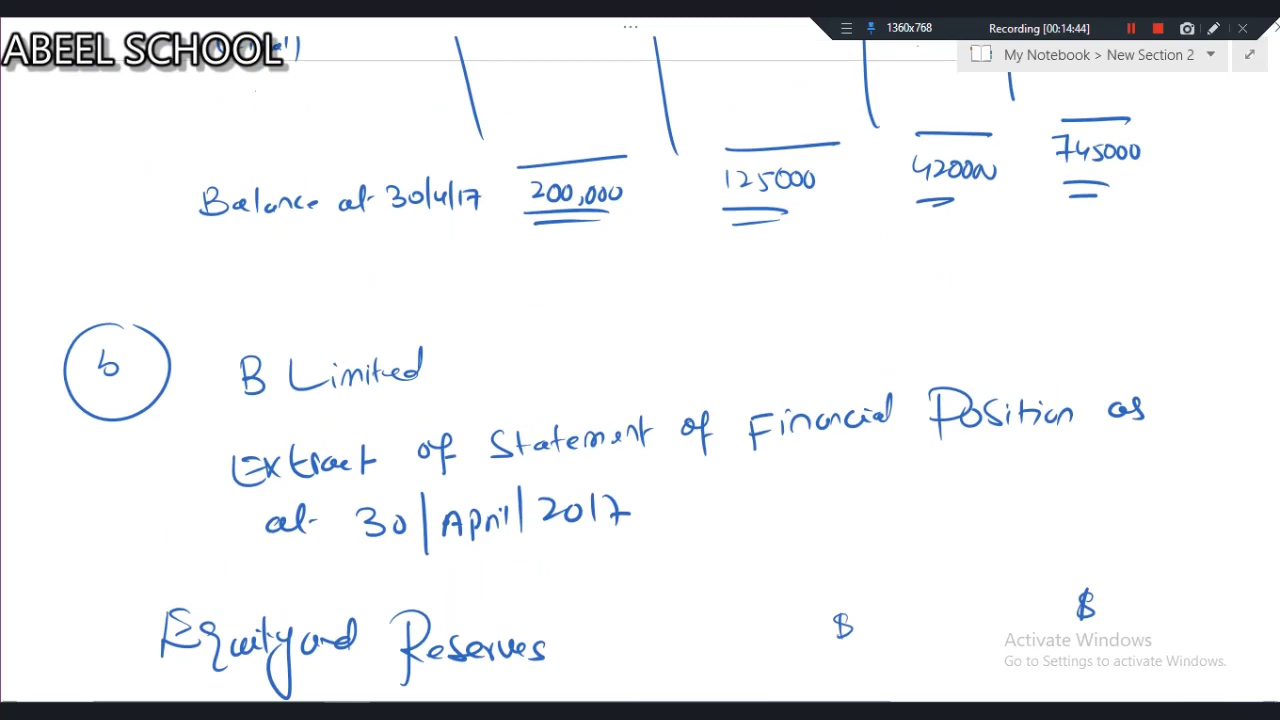 1360x768 Recording [00:14:44]
ABEEL SCHOOL
My Notebook > New Section 2
745000
Balance at 30/4/17 200,000 125000 420000
b B Limited
Extract of Statement of Financial Position as
at 30/April/2017
Equity and Reserves $ $
Activate Windows
Go to Settings to activate Windows.